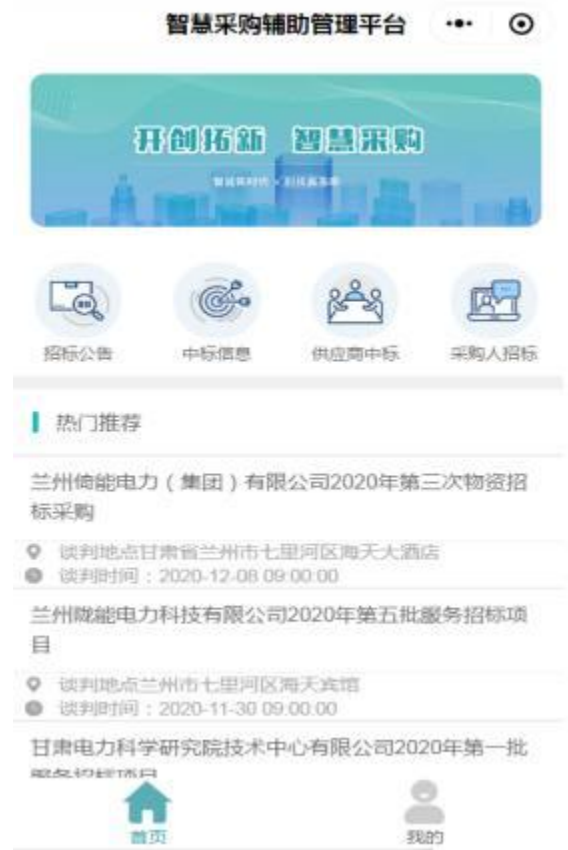 智慧采购辅助管理平台
开创拓新 智慧采购
招标公告 中标信息 供应商中标 采购人招标
热门推荐
兰州倚能电力(集团)有限公司2020年第三次物资招
标采购
谈判地点甘肃省兰州市七里河区海天大酒店
谈判时间:2020-12-08 09:00:00
兰州陇能电力科技有限公司2020年第五批服务招标项
目
谈判地点兰州市七里河区海天宾馆
谈判时间:2020-11-30 09:00:00
甘肃电力科学研究院技术中心有限公司2020年第一批
服务招标项目
首页 我的